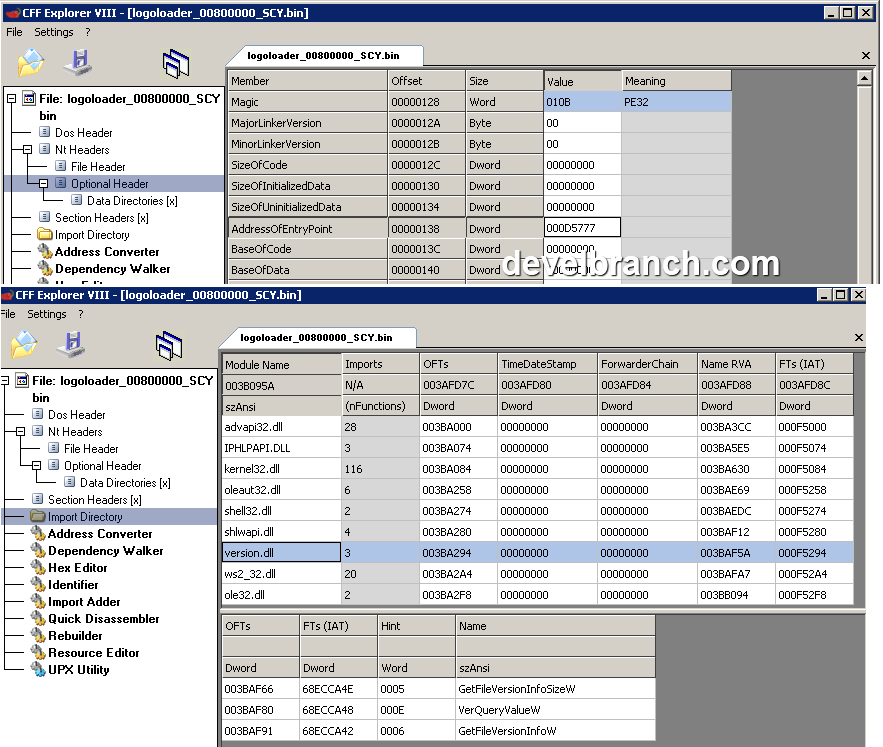 CFF Explorer VIII - [logoloader_00800000_SCY.bin]
File Settings ?
logoloader_00800000_SCY.bin
File: logoloader_00800000_SCY
bin
Dos Header
Nt Headers
File Header
Optional Header
Data Directories [x]
Section Headers [x]
Import Directory
Address Converter
Dependency Walker
Member Offset Size Value Meaning
Magic 00000128 Word 010B PE32
MajorLinkerVersion 0000012A Byte 00
MinorLinkerVersion 0000012B Byte 00
SizeOfCode 0000012C Dword 00000000
SizeOfInitializedData 00000130 Dword 00000000
SizeOfUninitializedData 00000134 Dword 00000000
AddressOfEntryPoint 00000138 Dword 000D5777
BaseOfCode 0000013C Dword 00000000
BaseOfData 00000140 Dword
develbranch.com
CFF Explorer VIII - [logoloader_00800000_SCY.bin]
File Settings ?
logoloader_00800000_SCY.bin
File: logoloader_00800000_SCY
bin
Dos Header
Nt Headers
File Header
Optional Header
Data Directories [x]
Section Headers [x]
Import Directory
Address Converter
Dependency Walker
Hex Editor
Identifier
Import Adder
Quick Disassembler
Rebuilder
Resource Editor
UPX Utility
Module Name Imports OFTs TimeDateStamp ForwarderChain Name RVA FTs (IAT)
003B095A N/A 003AFD7C 003AFD80 003AFD84 003AFD88 003AFD8C
szAnsi (nFunctions) Dword Dword Dword Dword Dword
advapi32.dll 28 003BA000 00000000 00000000 003BA3CC 000F5000
IPHLPAPI.DLL 3 003BA074 00000000 00000000 003BA5E5 000F5074
kernel32.dll 116 003BA084 00000000 00000000 003BA630 000F5084
oleaut32.dll 6 003BA258 00000000 00000000 003BAE69 000F5258
shell32.dll 2 003BA274 00000000 00000000 003BAEDC 000F5274
shlwapi.dll 4 003BA280 00000000 00000000 003BAF12 000F5280
version.dll 3 003BA294 00000000 00000000 003BAF5A 000F5294
ws2_32.dll 20 003BA2A4 00000000 00000000 003BAFA7 000F52A4
ole32.dll 2 003BA2F8 00000000 00000000 003BB094 000F52F8
OFTs FTs (IAT) Hint Name
Dword Dword Word szAnsi
003BAF66 68ECCA4E 0005 GetFileVersionInfoSizeW
003BAF80 68ECCA48 000E VerQueryValueW
003BAF91 68ECCA42 0006 GetFileVersionInfoW